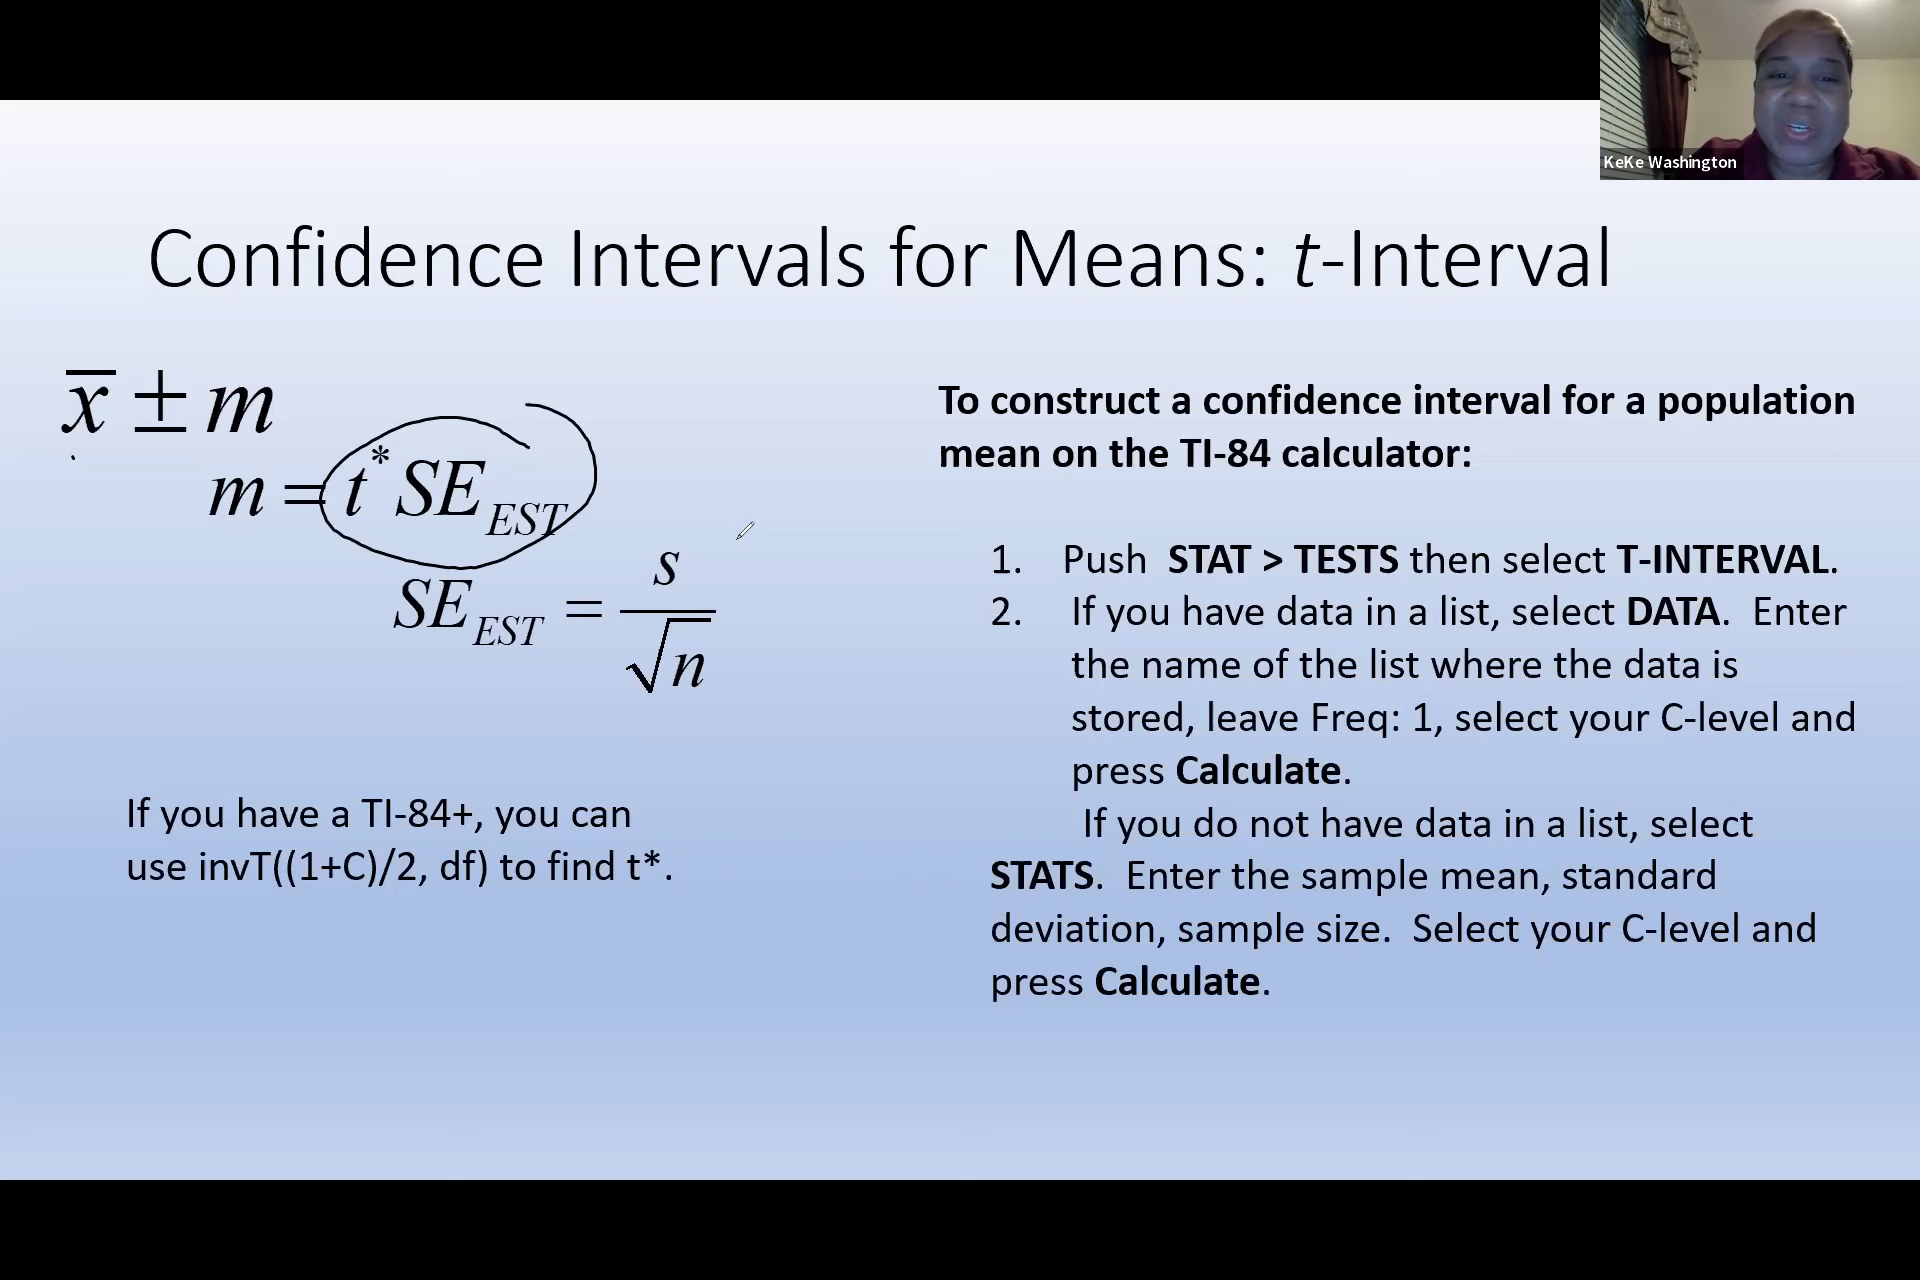 KeKe Washington
Confidence Intervals for Means: t-Interval
x̅ ± m
m = t* SE_EST
SE_EST = s / √n
If you have a TI-84+, you can
use invT((1+C)/2, df) to find t*.
To construct a confidence interval for a population
mean on the TI-84 calculator:
1. Push STAT > TESTS then select T-INTERVAL.
2. If you have data in a list, select DATA. Enter
the name of the list where the data is
stored, leave Freq: 1, select your C-level and
press Calculate.
If you do not have data in a list, select
STATS. Enter the sample mean, standard
deviation, sample size. Select your C-level and
press Calculate.